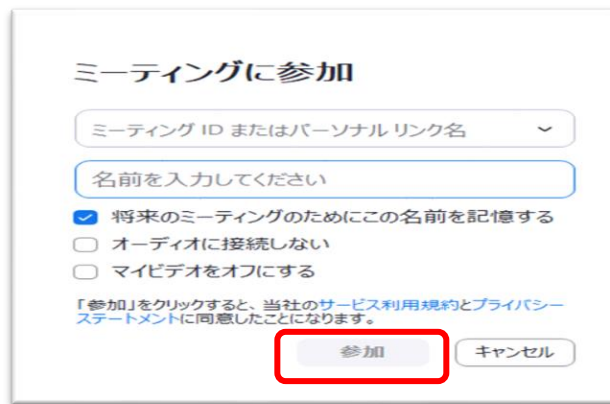 ミーティングに参加
ミーティング ID またはパーソナル リンク名
名前を入力してください
将来のミーティングのためにこの名前を記憶する
オーディオに接続しない
マイビデオをオフにする
「参加」をクリックすると、当社のサービス利用規約とプライバシー
ステートメントに同意したことになります。
参加 キャンセル